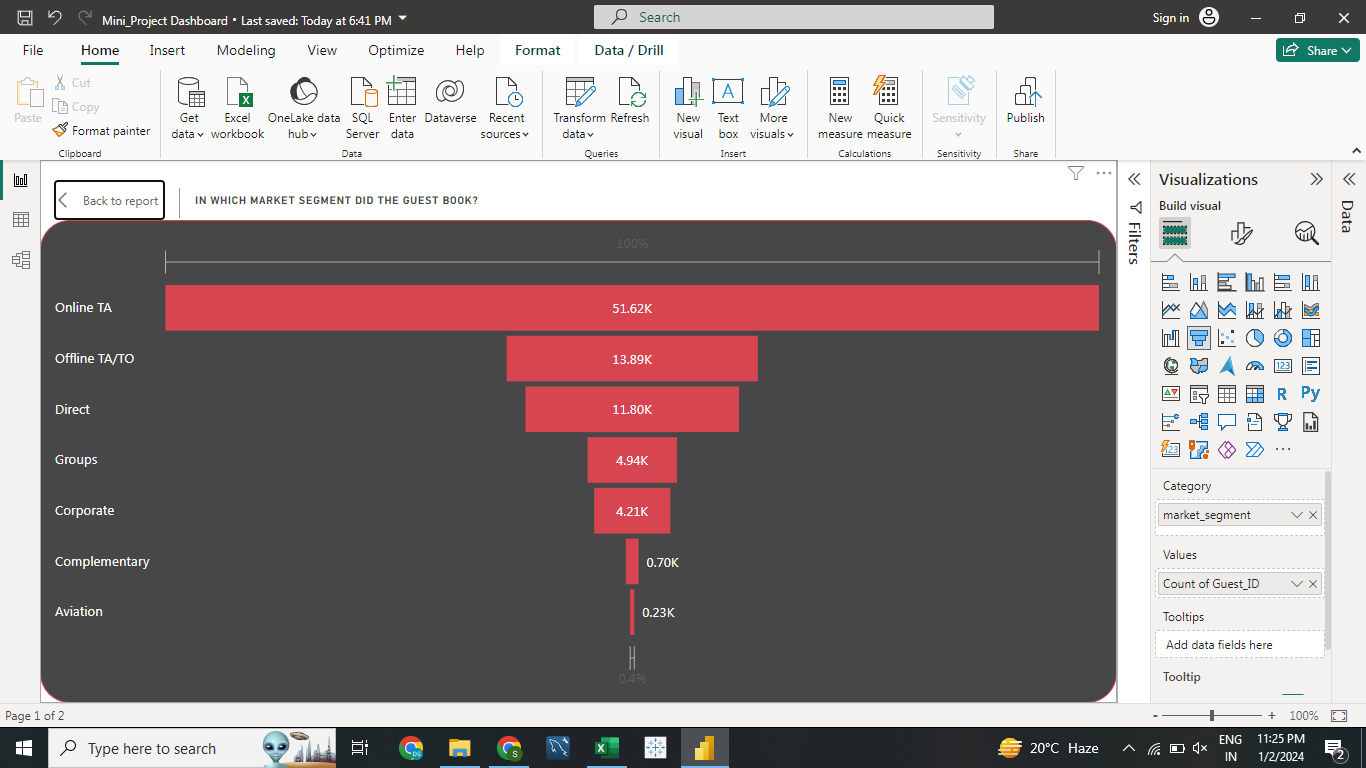 Mini_Project Dashboard • Last saved: Today at 6:41 PM
Search
Sign in
File Home Insert Modeling View Optimize Help Format Data / Drill
Share
Paste
Cut
Copy
Format painter
Clipboard
Get data
Excel workbook
OneLake data hub
SQL Server
Enter data
Dataverse
Recent sources
Data
Transform data
Refresh
Queries
New visual
Text box
More visuals
Insert
New measure
Quick measure
Calculations
Sensitivity
Sensitivity
Publish
Share
Back to report
IN WHICH MARKET SEGMENT DID THE GUEST BOOK?
100%
Online TA 51.62K
Offline TA/TO 13.89K
Direct 11.80K
Groups 4.94K
Corporate 4.21K
Complementary 0.70K
Aviation 0.23K
0.4%
Filters
Visualizations
Build visual
123
R Py
123
Category
market_segment
Values
Count of Guest_ID
Tooltips
Add data fields here
Tooltip
Data
Page 1 of 2
- + 100%
Type here to search
DS
S
20°C Haze
ENG
IN
11:25 PM
1/2/2024
2